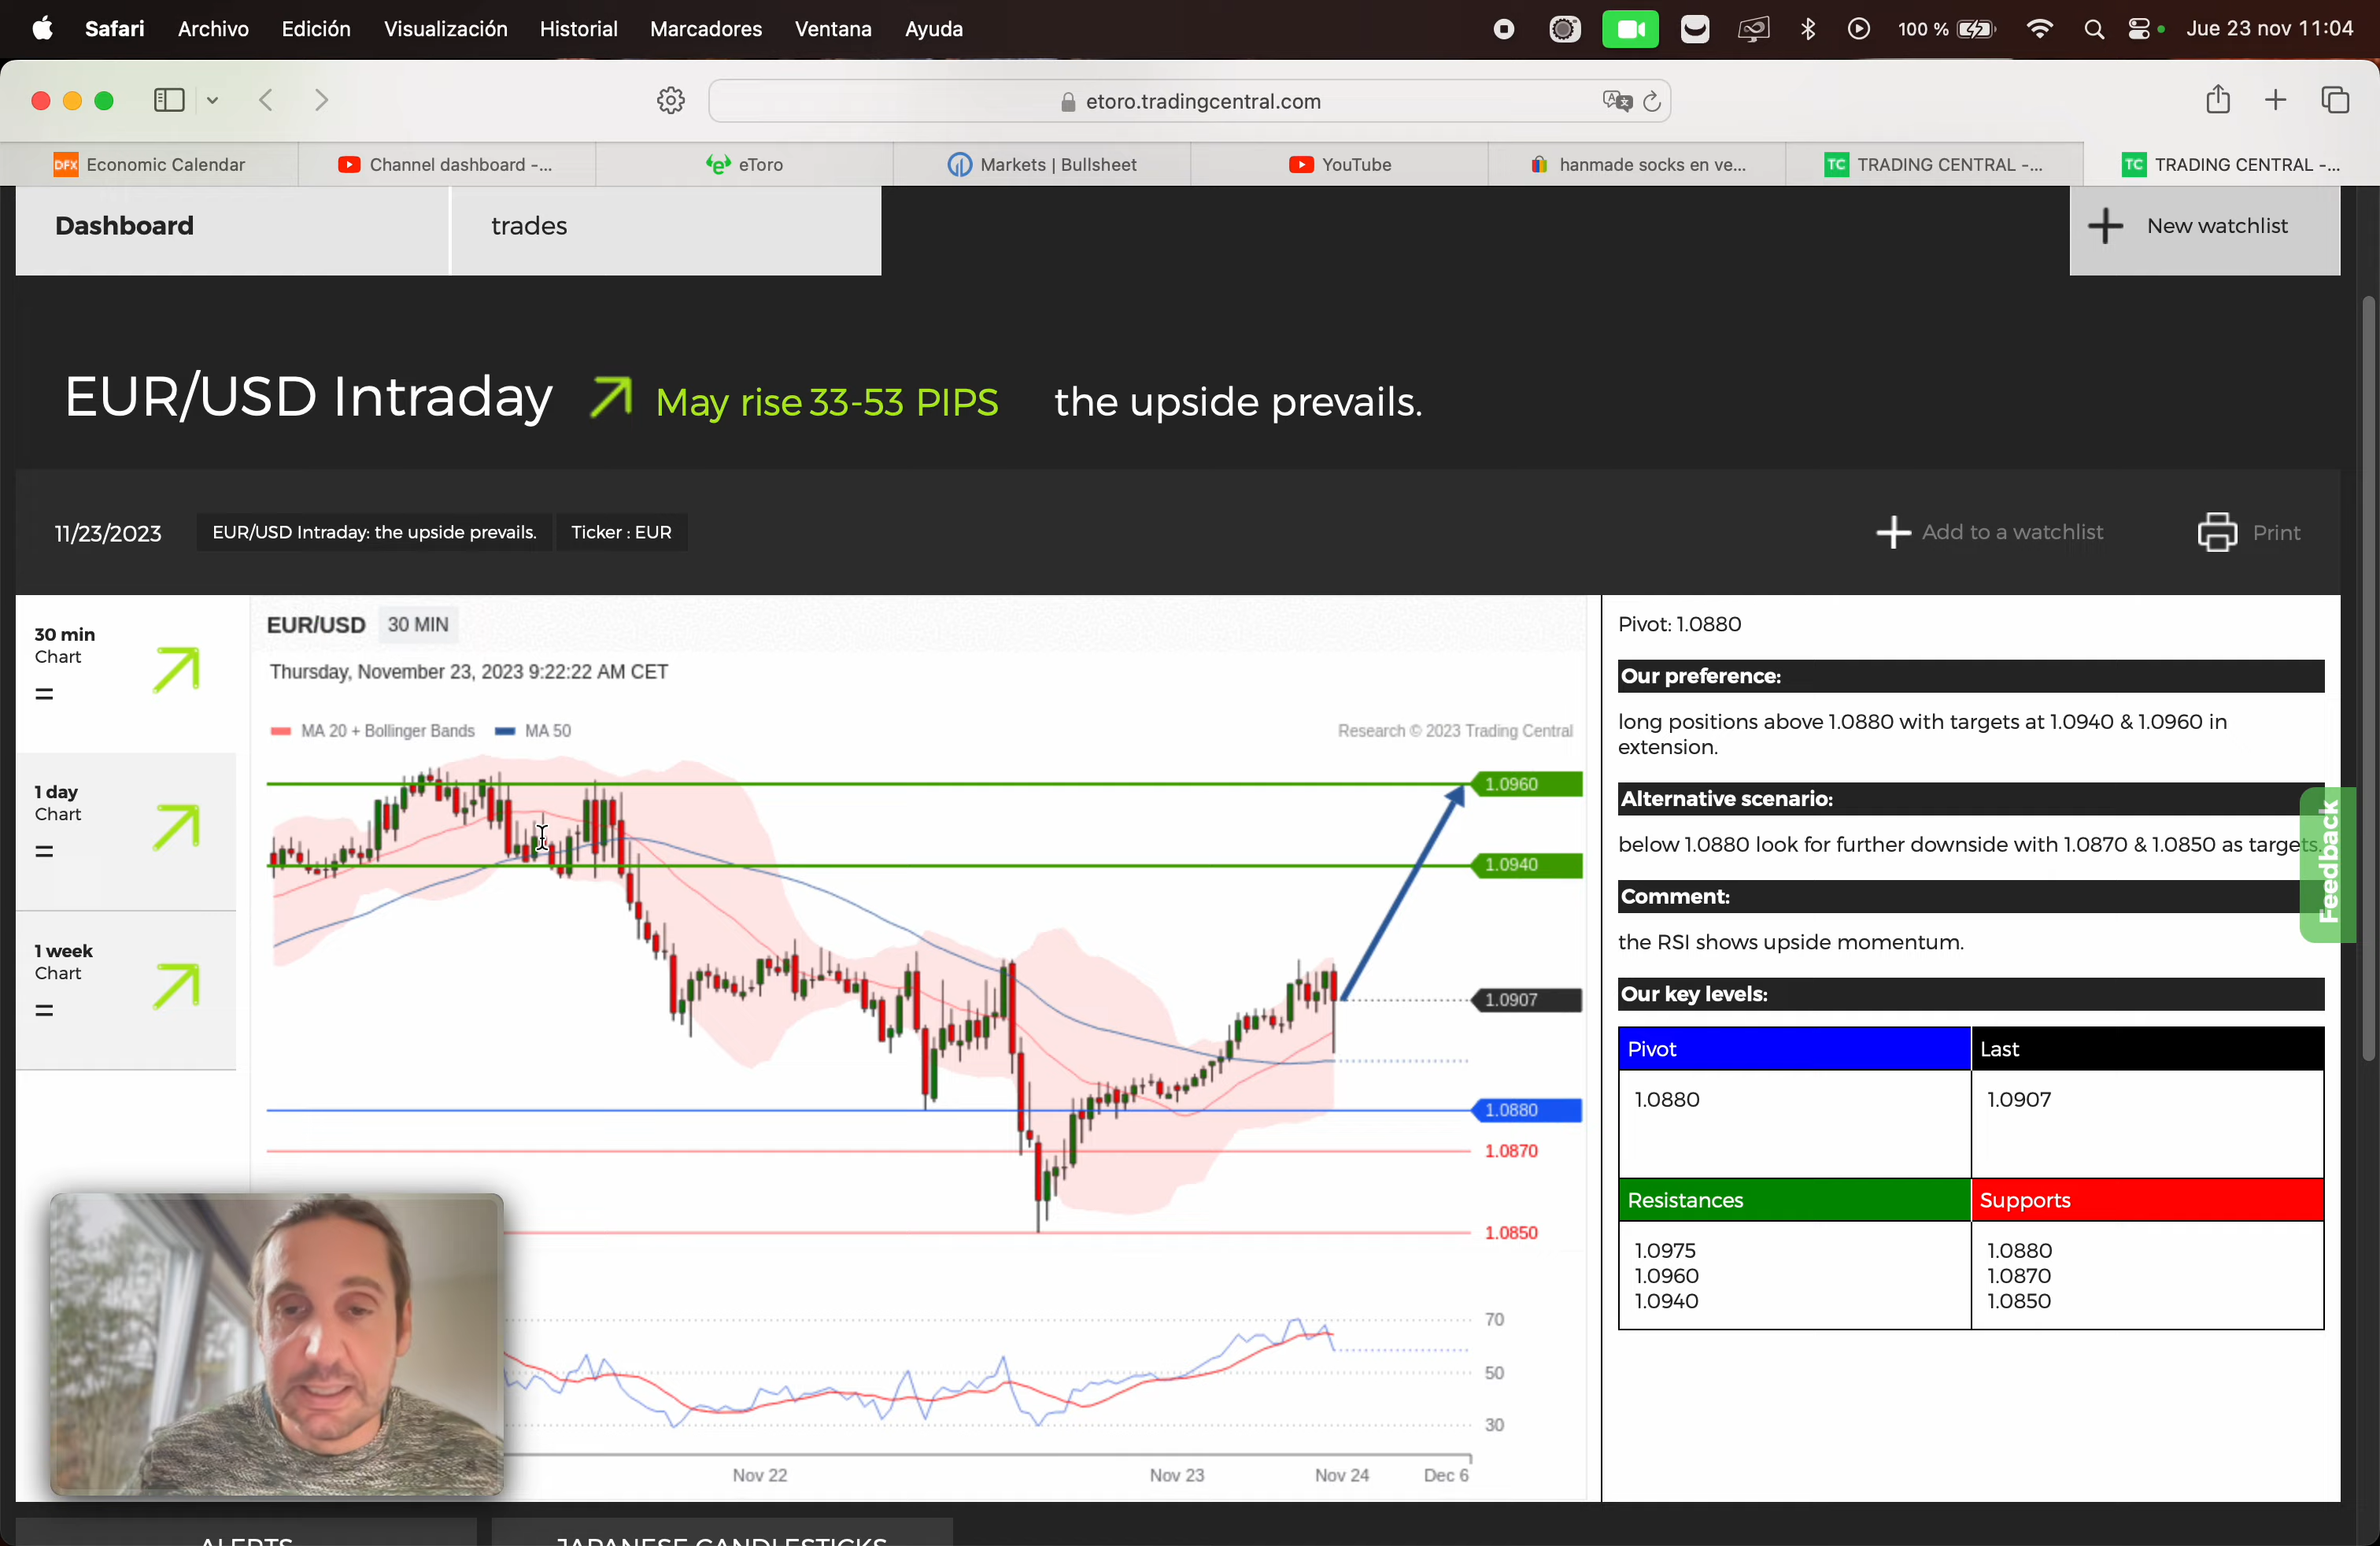 Safari Archivo Edición Visualización Historial Marcadores Ventana Ayuda 100 % Jue 23 nov 11:04
etoro.tradingcentral.com
DFX Economic Calendar Channel dashboard -... eToro Markets | Bullsheet YouTube hanmade socks en ve... TC TRADING CENTRAL -... TC TRADING CENTRAL -...
Dashboard trades New watchlist
EUR/USD Intraday May rise 33-53 PIPS the upside prevails.
11/23/2023 EUR/USD Intraday: the upside prevails. Ticker : EUR Add to a watchlist Print
30 min
Chart
=
1 day
Chart
=
1 week
Chart
=
EUR/USD 30 MIN
Thursday, November 23, 2023 9:22:22 AM CET
MA 20 + Bollinger Bands MA 50 Research © 2023 Trading Central
1.0960
1.0940
1.0907
1.0880
1.0870
1.0850
70
50
30
Nov 22 Nov 23 Nov 24 Dec 6
Pivot: 1.0880
Our preference:
long positions above 1.0880 with targets at 1.0940 & 1.0960 in
extension.
Alternative scenario:
below 1.0880 look for further downside with 1.0870 & 1.0850 as targets.
Comment:
the RSI shows upside momentum.
Our key levels:
Pivot Last
1.0880 1.0907
Resistances Supports
1.0975 1.0880
1.0960 1.0870
1.0940 1.0850
Feedback
ALERTS JAPANESE CANDLESTICKS